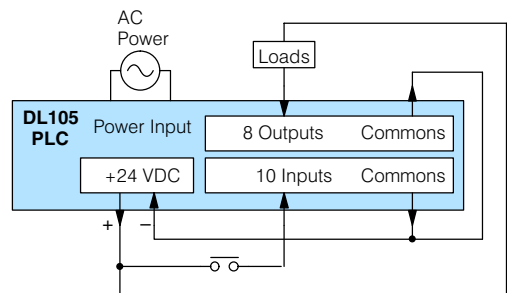 AC
Power
Loads
DL105
PLC
Power Input
8 Outputs Commons
+24 VDC
10 Inputs Commons
+ –